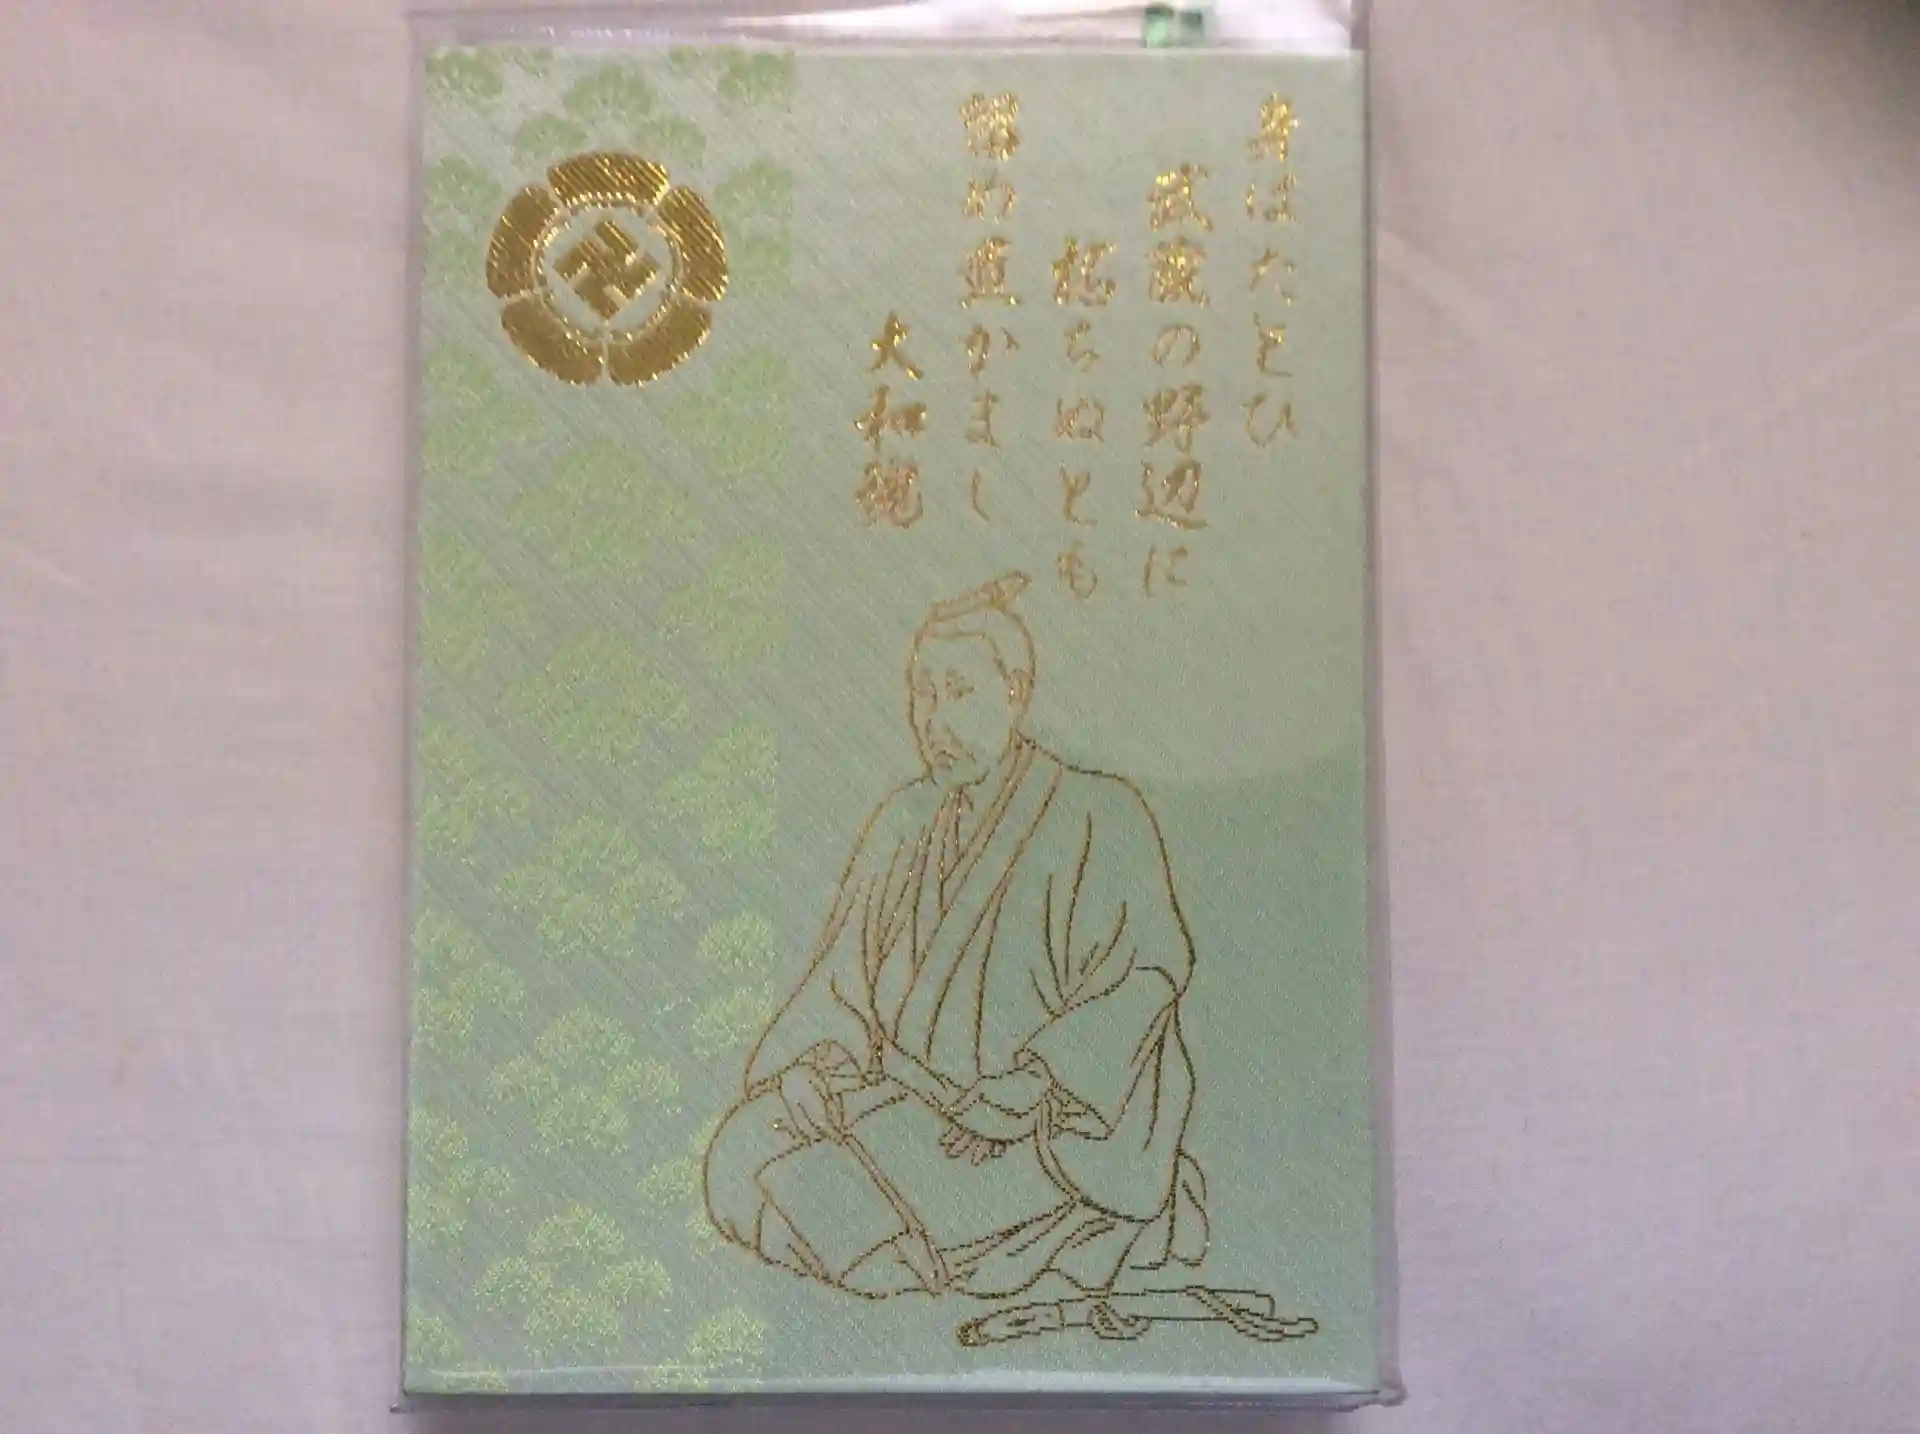 身はたとひ
武蔵の野辺に
朽ちぬとも
留め置かまし
大和魂